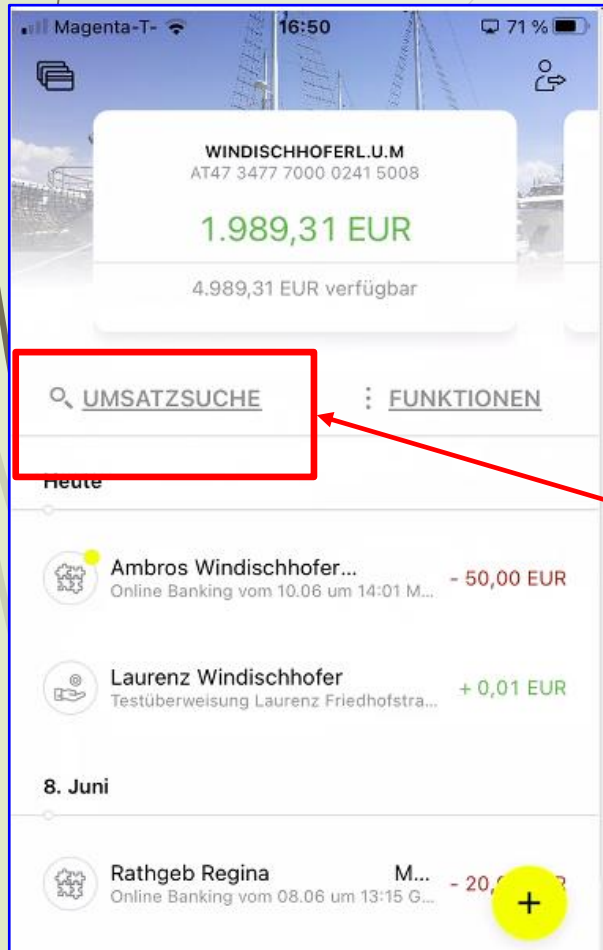 Magenta-T- 16:50 71 %
WINDISCHHOFERL.U.M
AT47 3477 7000 0241 5008
1.989,31 EUR
4.989,31 EUR verfügbar
UMSATZSUCHE FUNKTIONEN
Heute
Ambros Windischhofer... - 50,00 EUR
Online Banking vom 10.06 um 14:01 M...
Laurenz Windischhofer + 0,01 EUR
Testüberweisung Laurenz Friedhofstra...
8. Juni
Rathgeb Regina M... - 20,
Online Banking vom 08.06 um 13:15 G...
+